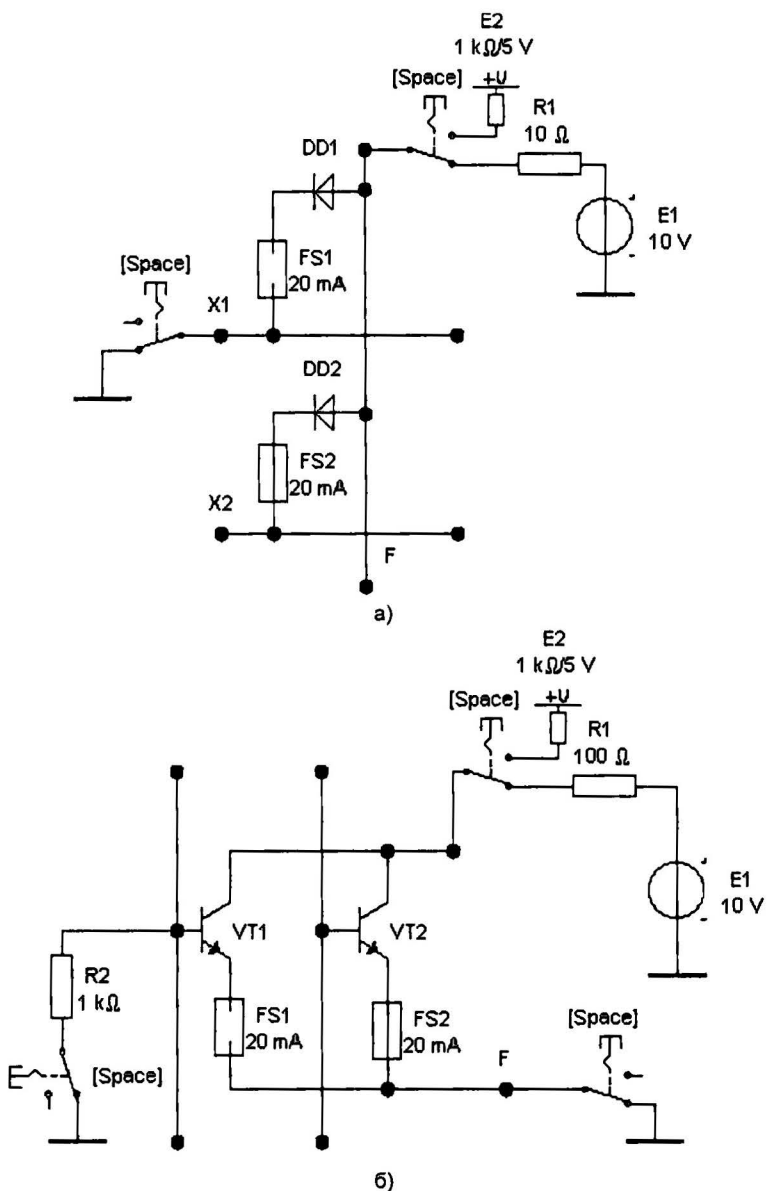 E2
1 kΩ/5 V
[Space]
+U
R1
10 Ω
DD1
E1
10 V
FS1
20 mA
[Space]
X1
DD2
FS2
20 mA
X2
F
а)
E2
1 kΩ/5 V
[Space]
+U
R1
100 Ω
E1
10 V
VT1
VT2
R2
1 kΩ
FS1
20 mA
FS2
20 mA
[Space]
F
[Space]
б)